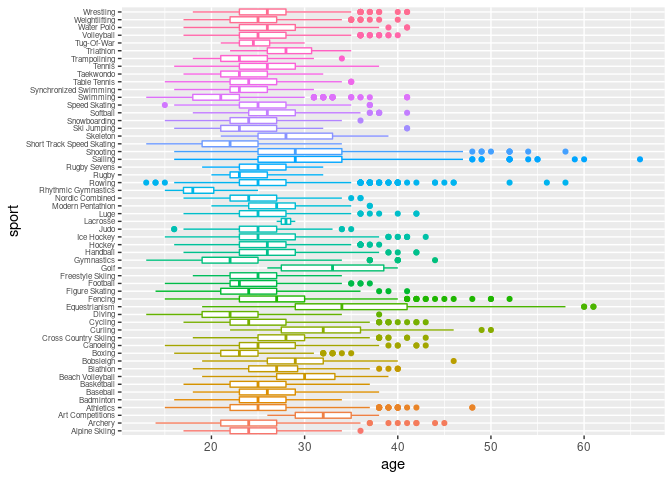 Wrestling
Weightlifting
Water Polo
Volleyball
Tug-Of-War
Triathlon
Trampolining
Tennis
Taekwondo
Table Tennis
Synchronized Swimming
Swimming
Speed Skating
Softball
Snowboarding
Ski Jumping
Skeleton
Short Track Speed Skating
Shooting
Sailing
Rugby Sevens
Rugby
Rowing
Rhythmic Gymnastics
Nordic Combined
Modern Pentathlon
Luge
Lacrosse
Judo
Ice Hockey
Hockey
Handball
Gymnastics
Golf
Freestyle Skiing
Football
Figure Skating
Fencing
Equestrianism
Diving
Cycling
Curling
Cross Country Skiing
Canoeing
Boxing
Bobsleigh
Biathlon
Beach Volleyball
Basketball
Baseball
Badminton
Athletics
Art Competitions
Archery
Alpine Skiing
sport
20 30 40 50 60
age